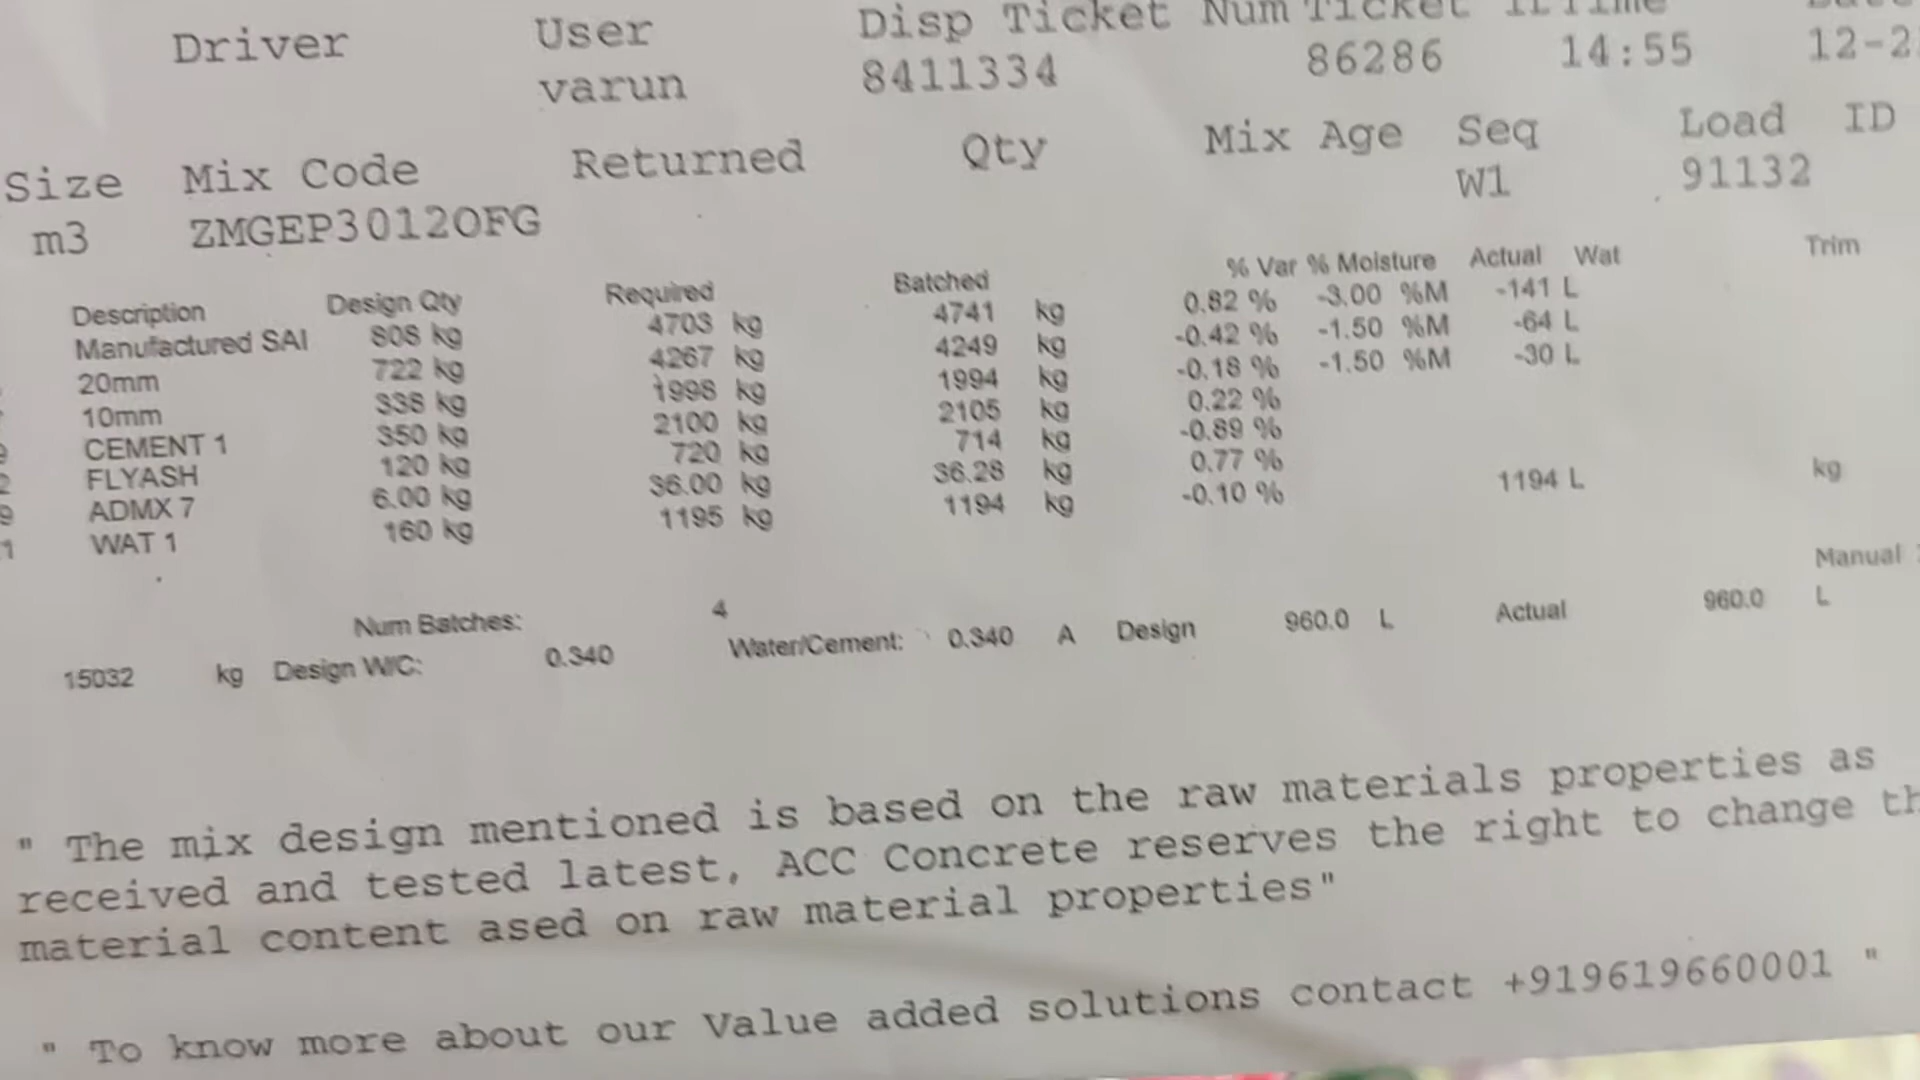 Driver User Disp Ticket Num Ticket Time
varun 8411334 86286 14:55 12-2
Size Mix Code Returned Qty Mix Age Seq Load ID
m3 ZMGEP30120FG W1 91132
Description Design Qty Required Batched % Var % Moisture Actual Wat Trim
Manufactured SAI 808 kg 4703 kg 4741 kg 0.82 % -3.00 %M -141 L
20mm 722 kg 4267 kg 4249 kg -0.42 % -1.50 %M -64 L
10mm 338 kg 1998 kg 1994 kg -0.18 % -1.50 %M -30 L
CEMENT 1 350 kg 2100 kg 2105 kg 0.22 %
FLYASH 120 kg 720 kg 714 kg -0.89 %
ADMX 7 6.00 kg 36.00 kg 36.28 kg 0.77 %
WAT 1 160 kg 1195 kg 1194 kg -0.10 % 1194 L kg
Num Batches: 4 Manual
15032 kg Design W/C: 0.340 Water/Cement: 0.340 A Design 960.0 L Actual 960.0 L
" The mix design mentioned is based on the raw materials properties as
received and tested latest, ACC Concrete reserves the right to change th
material content ased on raw material properties"
" To know more about our Value added solutions contact +919619660001 "